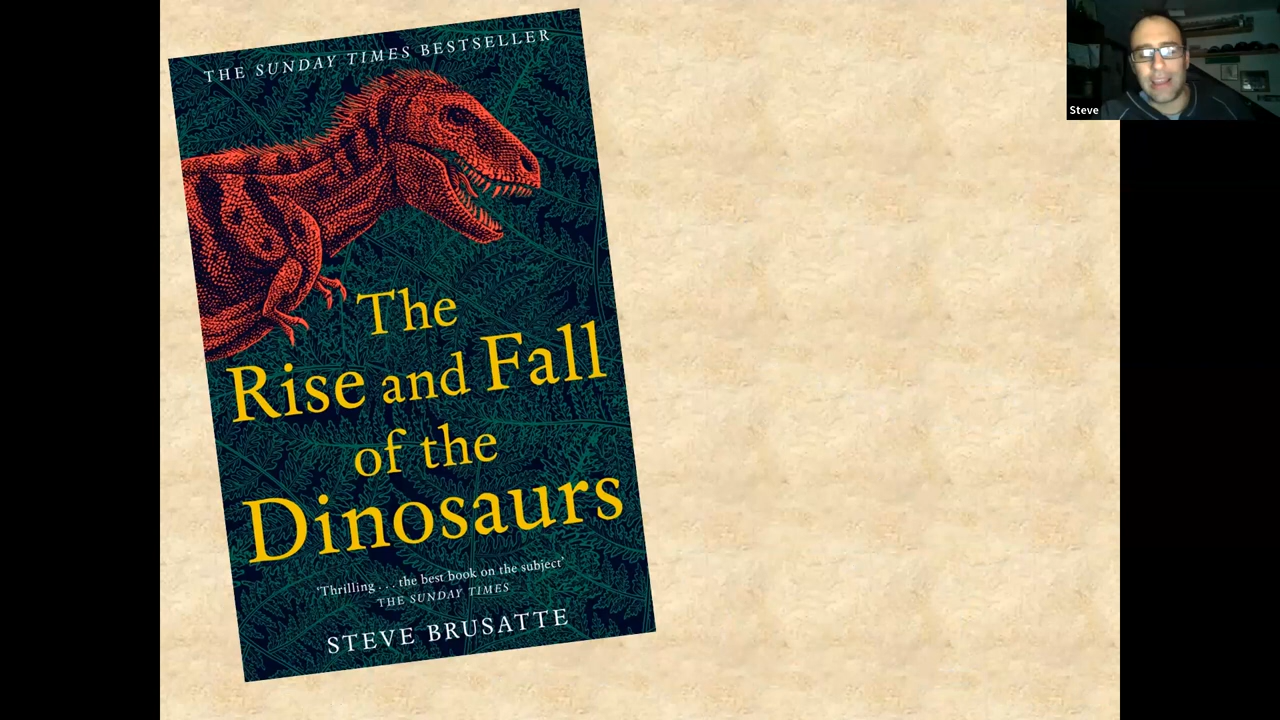 THE SUNDAY TIMES BESTSELLER
The
Rise and Fall
of the
Dinosaurs
'Thrilling . . . the best book on the subject'
THE SUNDAY TIMES
STEVE BRUSATTE
Steve